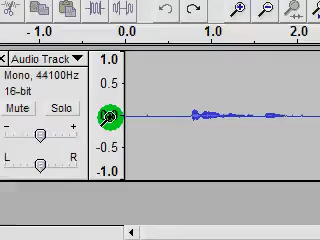 -1.0 0.0 1.0 2.0
Audio Track
Mono, 44100Hz
16-bit
Mute Solo
- +
L R
1.0
0.5
-0.5
-1.0